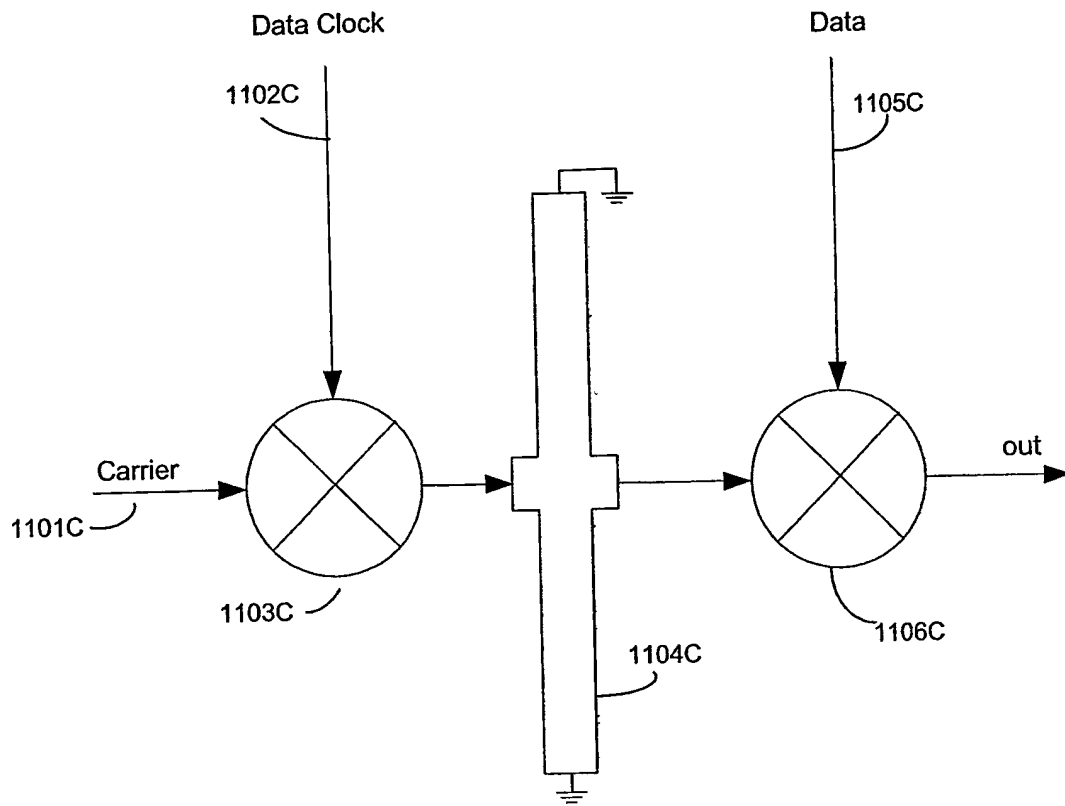 Data Clock
Data
1102C
1105C
Carrier
out
1101C
1103C
1106C
1104C